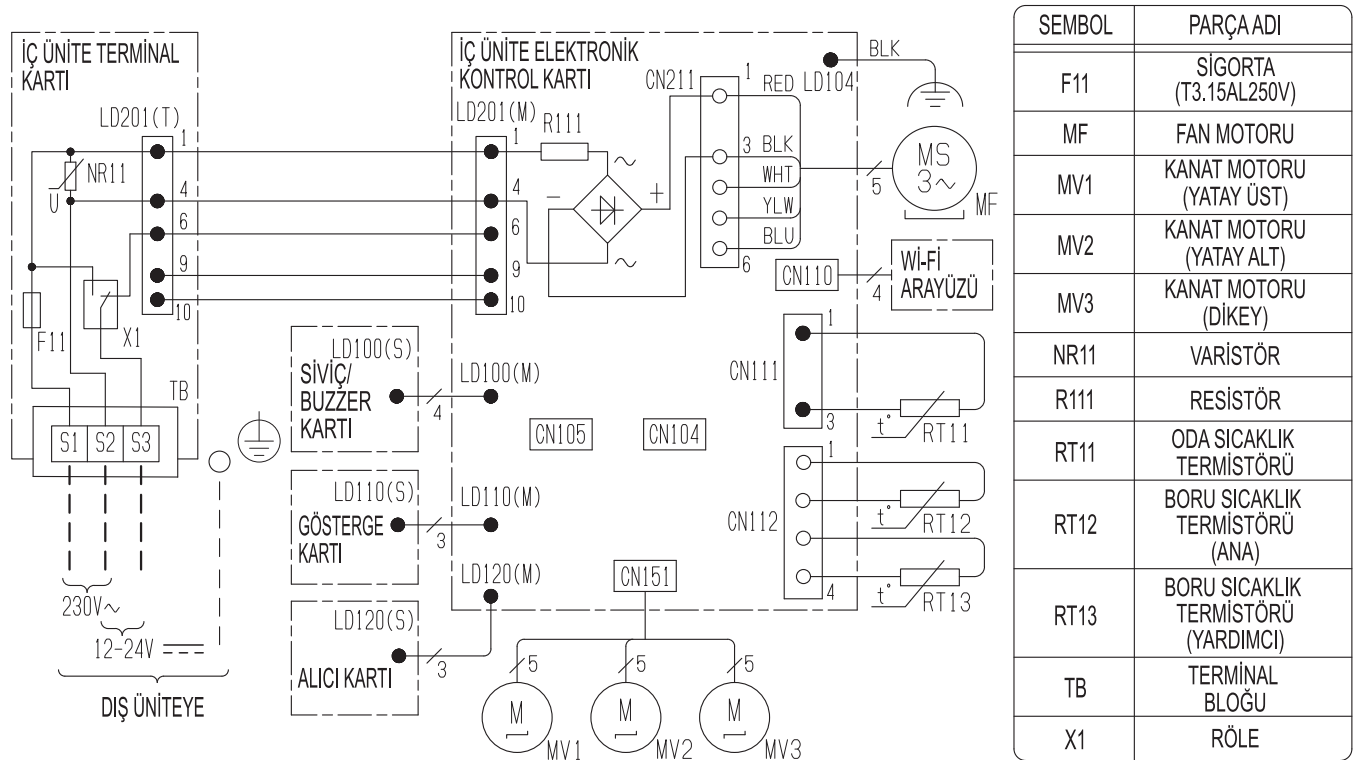 İÇ ÜNİTE TERMİNAL
KARTI
LD201(T)
1
4
6
9
10
NR11
U
F11
X1
TB
S1
S2
S3
230V~
12-24V
DIŞ ÜNİTEYE
İÇ ÜNİTE ELEKTRONİK
KONTROL KARTI
LD201(M)
1
4
6
9
10
R111
~
~
-
+
CN211
1
3
6
RED
BLK
WHT
YLW
BLU
LD104
BLK
5
MS
3~
MF
CN110
4
Wİ-Fİ
ARAYÜZÜ
CN111
1
3
t°
RT11
CN112
1
4
t°
RT12
t°
RT13
CN105
CN104
CN151
LD100(S)
SİVİÇ/
BUZZER
KARTI
4
LD100(M)
LD110(S)
GÖSTERGE
KARTI
3
LD110(M)
LD120(S)
ALICI KARTI
3
LD120(M)
5
M
MV1
5
M
MV2
5
M
MV3
SEMBOL PARÇA ADI
F11 SİGORTA
(T3.15AL250V)
MF FAN MOTORU
MV1 KANAT MOTORU
(YATAY ÜST)
MV2 KANAT MOTORU
(YATAY ALT)
MV3 KANAT MOTORU
(DİKEY)
NR11 VARİSTÖR
R111 RESİSTÖR
RT11 ODA SICAKLIK
TERMİSTÖRÜ
RT12 BORU SICAKLIK
TERMİSTÖRÜ
(ANA)
RT13 BORU SICAKLIK
TERMİSTÖRÜ
(YARDIMCI)
TB TERMİNAL
BLOĞU
X1 RÖLE